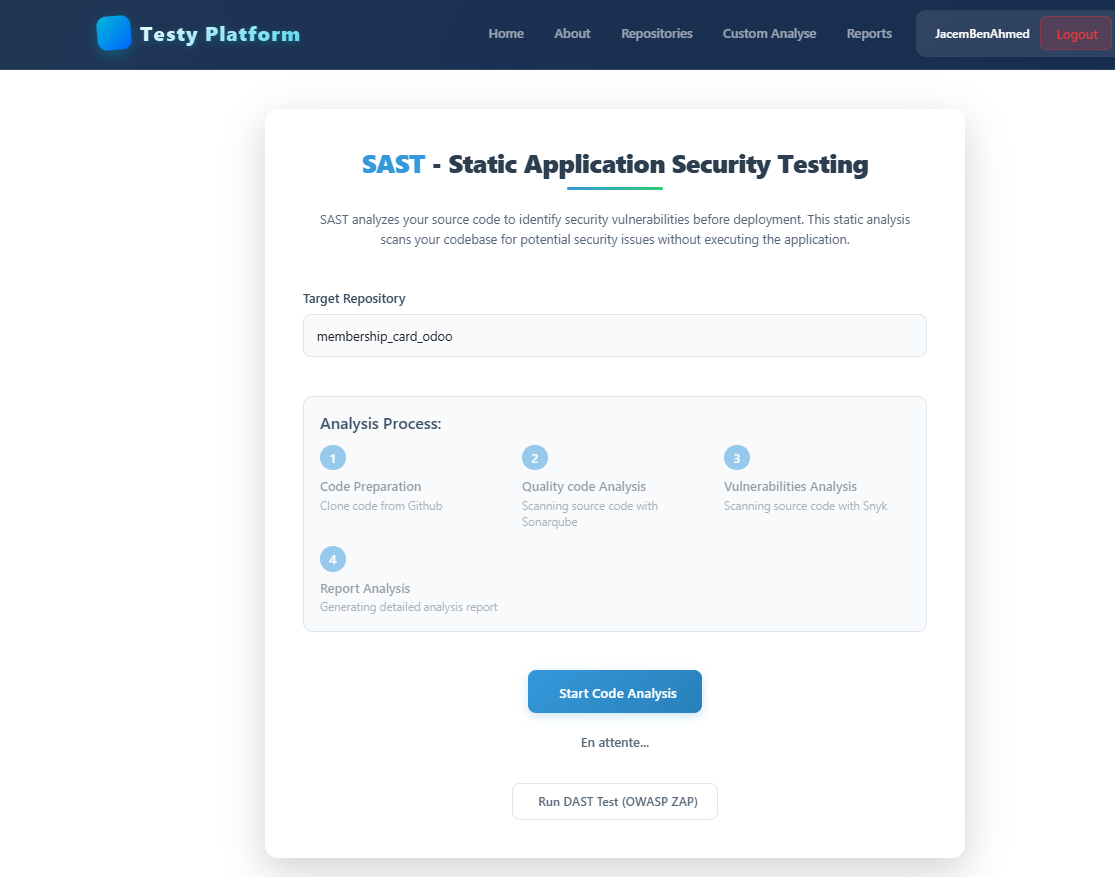 Testy Platform
Home About Repositories Custom Analyse Reports JacemBenAhmed Logout
SAST - Static Application Security Testing
SAST analyzes your source code to identify security vulnerabilities before deployment. This static analysis
scans your codebase for potential security issues without executing the application.
Target Repository
membership_card_odoo
Analysis Process:
1
Code Preparation
Clone code from Github
2
Quality code Analysis
Scanning source code with
Sonarqube
3
Vulnerabilities Analysis
Scanning source code with Snyk
4
Report Analysis
Generating detailed analysis report
Start Code Analysis
En attente...
Run DAST Test (OWASP ZAP)